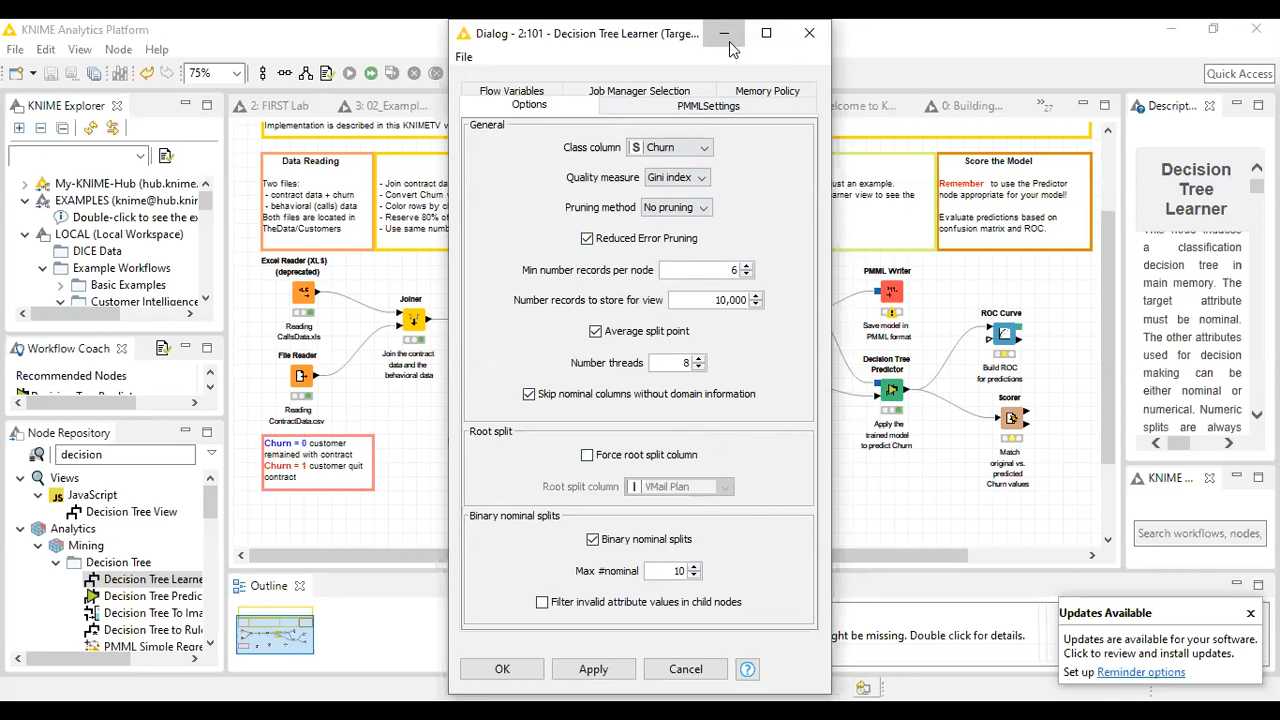 KNIME Analytics Platform
File Edit View Node Help
75%
Quick Access
KNIME Explorer
My-KNIME-Hub (hub.knime.
EXAMPLES (knime@hub.knime
Double-click to see the ex
LOCAL (LOCAL)
DICE Data
Example Workflows
Basic Examples
Customer Intelligence
Workflow Coach
Recommended Nodes
Node Repository
decision
Views
JavaScript
Decision Tree View
Analytics
Mining
Decision Tree
Decision Tree Learne
Decision Tree Predic
Decision Tree To Ima
Decision Tree to Rule
PMML Simple Regre
2: FIRST Lab
3: 02_Exampl...
Implementation is described in this KNIMETV v
Data Reading
Two files:
- contract data + churn
- behavioral (calls) data
Both files are located in
TheData/Customers
- Join contract da
- Convert Churn
- Color rows by c
- Reserve 80% of
- Use same numb
Excel Reader (XLS)
(deprecated)
Reading
CallsData.xls
File Reader
Reading
ContractData.csv
Joiner
Join the contract
data and the
behavioral data
Churn = 0 customer
remained with contract
Churn = 1 customer quit
contract
Outline
Dialog - 2:101 - Decision Tree Learner (Targe...
File
Flow Variables Job Manager Selection Memory Policy
Options PMMLSettings
General
Class column S Churn
Quality measure Gini index
Pruning method No pruning
Reduced Error Pruning
Min number records per node 6
Number records to store for view 10,000
Average split point
Number threads 8
Skip nominal columns without domain information
Root split
Force root split column
Root split column I VMail Plan
Binary nominal splits
Binary nominal splits
Max #nominal 10
Filter invalid attribute values in child nodes
OK Apply Cancel
elcome to K...
0: Building...
27
ust an example.
rner view to see the
Score the Model
Remember to use the Predictor
node appropriate for your model!
Evaluate predictions based on
confusion matrix and ROC.
PMML Writer
Save model in
PMML format
Decision Tree
Predictor
Apply the
trained model
to predict Churn
ROC Curve
Build ROC
for predictions
Scorer
Match
original vs.
predicted
Churn values
Descript...
Decision
Tree
Learner
a classification
decision tree in
main memory. The
target attribute
must be nominal.
The other attributes
used for decision
making can be
either nominal or
numerical. Numeric
splits are always
KNIME ...
Search workflows, nodes,
ght be missing. Double click for details.
Updates Available
Updates are available for your software.
Click to review and install updates.
Set up Reminder options